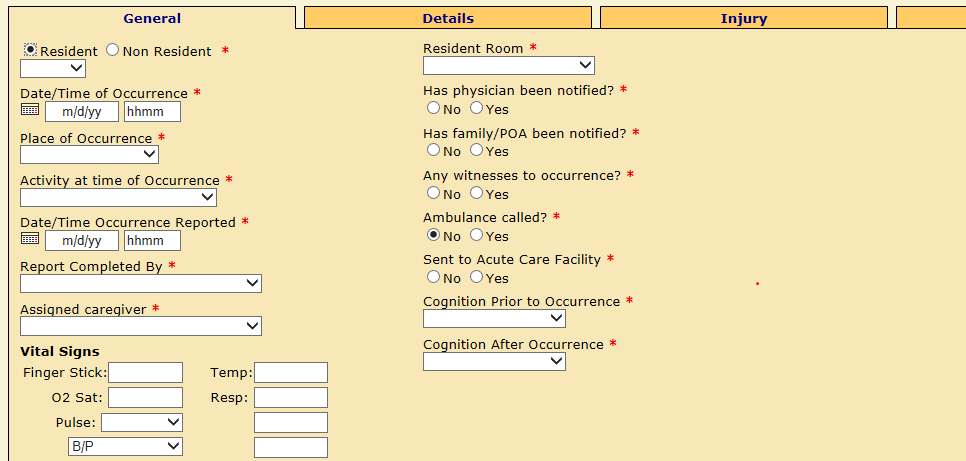 General
Details
Injury
Resident Non Resident *
Date/Time of Occurrence *
m/d/yy hhmm
Place of Occurrence *
Activity at time of Occurrence *
Date/Time Occurrence Reported *
m/d/yy hhmm
Report Completed By *
Assigned caregiver *
Vital Signs
Finger Stick: Temp:
O2 Sat: Resp:
Pulse:
B/P
Resident Room *
Has physician been notified? *
No Yes
Has family/POA been notified? *
No Yes
Any witnesses to occurrence? *
No Yes
Ambulance called? *
No Yes
Sent to Acute Care Facility *
No Yes
Cognition Prior to Occurrence *
Cognition After Occurrence *